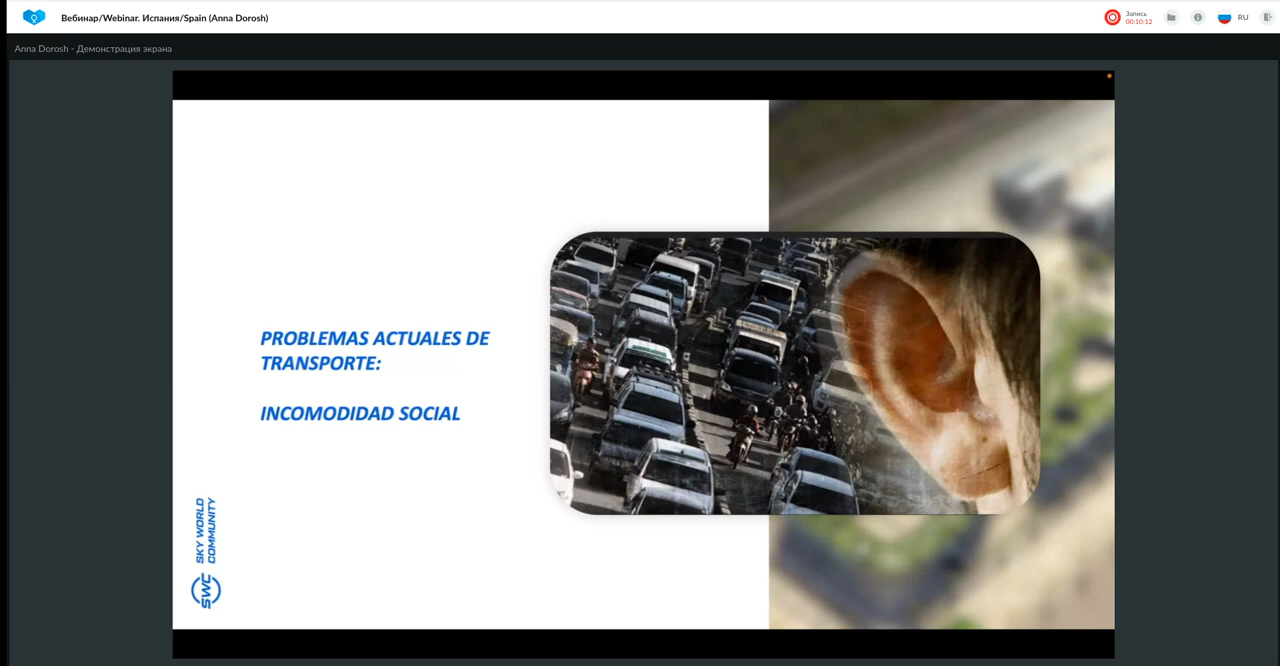 Вебинар/Webinar. Испания/Spain (Anna Dorosh)
Запись
00:10:12
RU
Anna Dorosh - Демонстрация экрана
PROBLEMAS ACTUALES DE
TRANSPORTE:
INCOMODIDAD SOCIAL
SKY WORLD
COMMUNITY
SWC